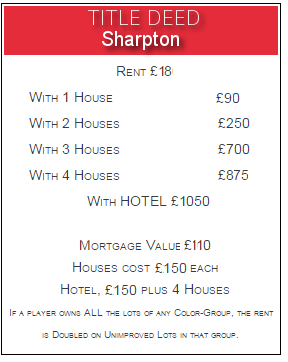 TITLE DEED
Sharpton
RENT £18
WITH 1 HOUSE £90
WITH 2 HOUSES £250
WITH 3 HOUSES £700
WITH 4 HOUSES £875
WITH HOTEL £1050
MORTGAGE VALUE £110
HOUSES COST £150 EACH
HOTEL, £150 PLUS 4 HOUSES
IF A PLAYER OWNS ALL THE LOTS OF ANY COLOR-GROUP, THE RENT
IS DOUBLED ON UNIMPROVED LOTS IN THAT GROUP.